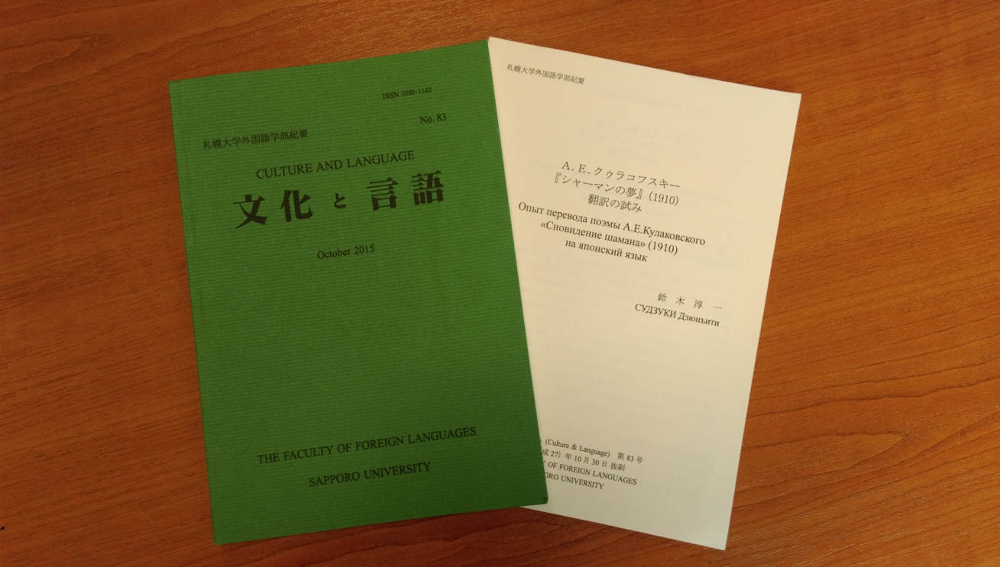 ISSN 0389-1143
No. 83
札幌大学外国語学部紀要
CULTURE AND LANGUAGE
文化と言語
October 2015
THE FACULTY OF FOREIGN LANGUAGES
SAPPORO UNIVERSITY
札幌大学外国語学部紀要
A. E. クゥラコフスキー
『シャーマンの夢』(1910)
翻訳の試み
Опыт перевода поэмы А.Е.Кулаковского
«Сновидение шамана» (1910)
на японский язык
鈴木淳一
СУДЗУКИ Дзюнъити
(Culture & Language) 第 83 号
成 27) 年 10 月 30 日 抜刷
Y OF FOREIGN LANGUAGES
ORO UNIVERSITY